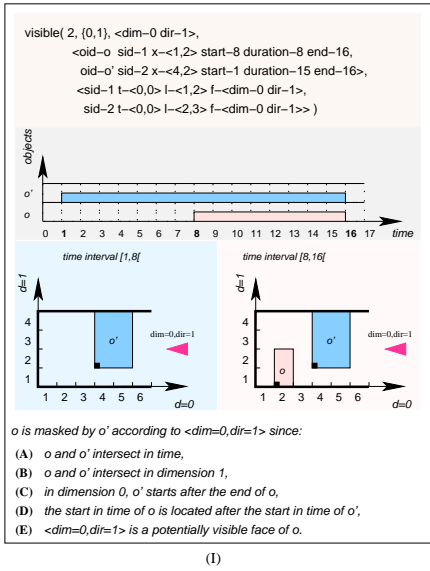 visible( 2, {0,1}, <dim−0 dir−1>,
<oid−o sid−1 x−<1,2> start−8 duration−8 end−16,
oid−o' sid−2 x−<4,2> start−1 duration−15 end−16>,
<sid−1 t−<0,0> l−<1,2> f−<dim−0 dir−1>,
sid−2 t−<0,0> l−<2,3> f−<dim−0 dir−1>> )
objects
o'
o
0 1 2 3 4 5 6 7 8 9 10 11 12 13 14 15 16 17 time
time interval [1,8[
time interval [8,16[
d=1
4
3
2
1
o'
dim=0,dir=1
1 2 3 4 5 6
d=0
d=1
4
3
2
1
o
o'
dim=0,dir=1
1 2 3 4 5 6
d=0
o is masked by o' according to <dim=0,dir=1> since:
(A) o and o' intersect in time,
(B) o and o' intersect in dimension 1,
(C) in dimension 0, o' starts after the end of o,
(D) the start in time of o is located after the start in time of o',
(E) <dim=0,dir=1> is a potentially visible face of o.
(I)